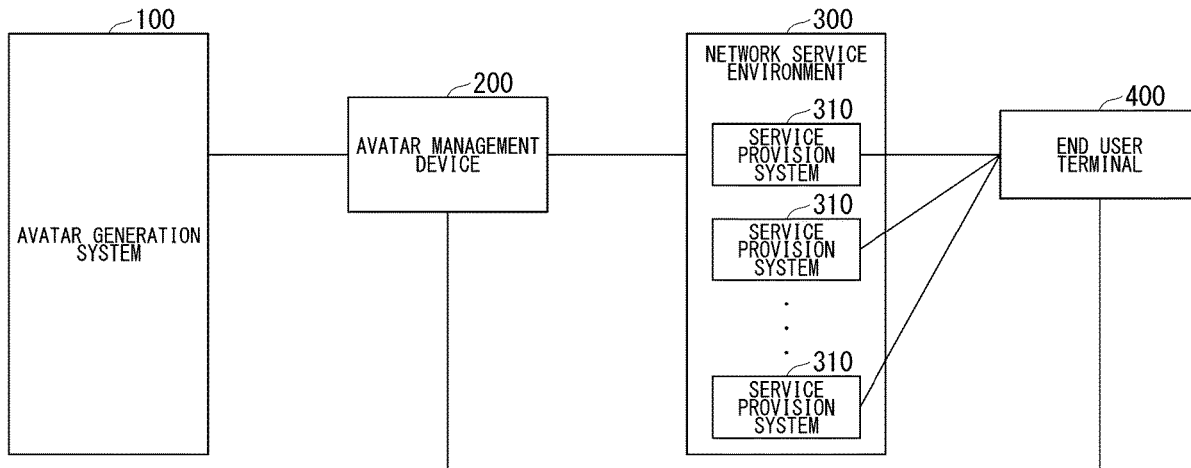 100
AVATAR GENERATION
SYSTEM
200
AVATAR MANAGEMENT
DEVICE
300
NETWORK SERVICE
ENVIRONMENT
310
SERVICE
PROVISION
SYSTEM
310
SERVICE
PROVISION
SYSTEM
310
SERVICE
PROVISION
SYSTEM
400
END USER
TERMINAL